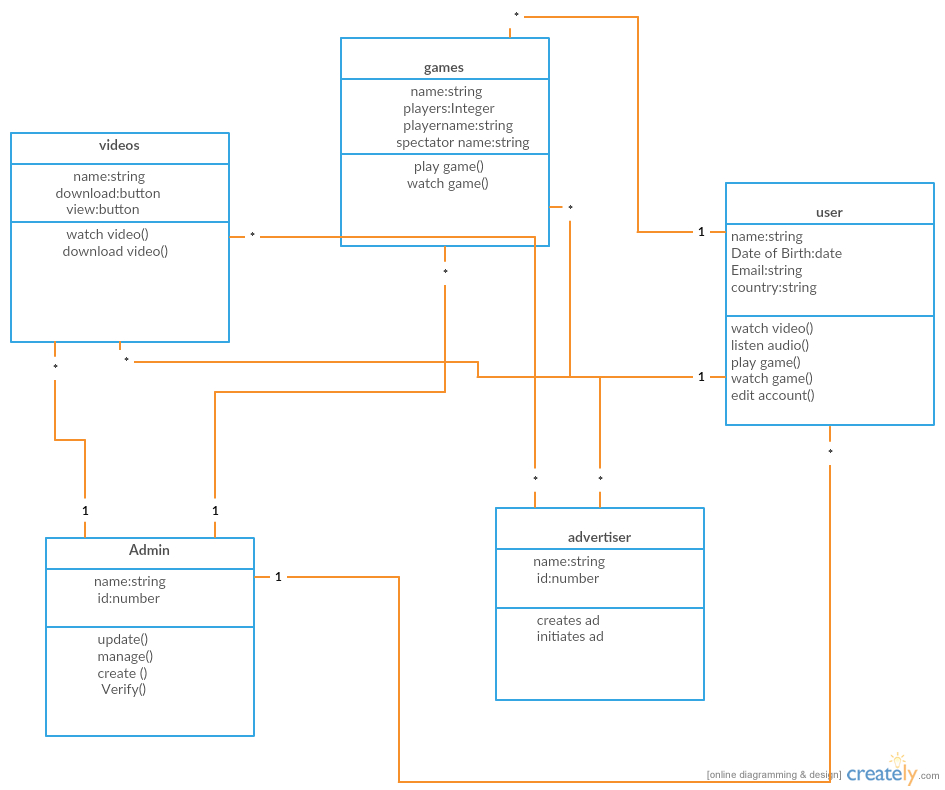 *
games
name:string
players:Integer
playername:string
spectator name:string
play game()
watch game()
*
*
videos
name:string
download:button
view:button
watch video()
download video()
*
*
*
user
name:string
Date of Birth:date
Email:string
country:string
watch video()
listen audio()
play game()
watch game()
edit account()
1
1
*
1
1
Admin
name:string
id:number
update()
manage()
create ()
Verify()
1
*
*
advertiser
name:string
id:number
creates ad
initiates ad
[online diagramming & design] creately.com